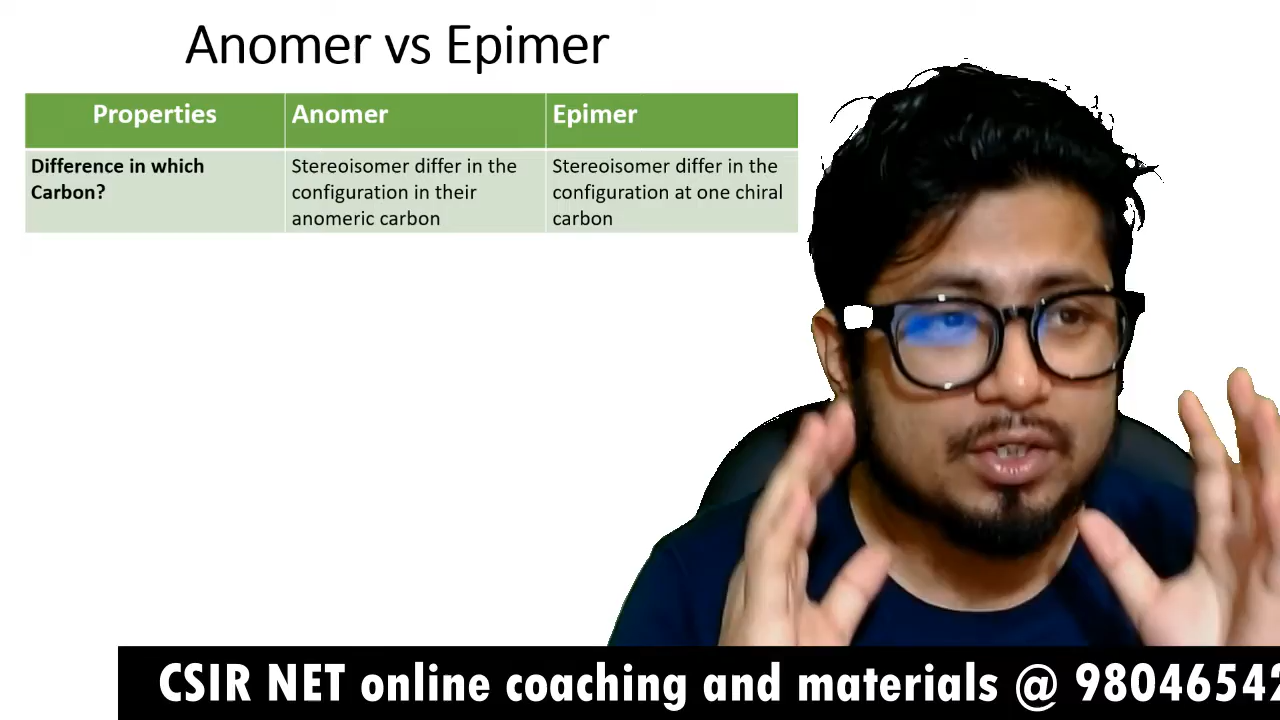 Anomer vs Epimer
Properties
Anomer
Epimer
Difference in which
Carbon?
Stereoisomer differ in the
configuration in their
anomeric carbon
Stereoisomer differ in the
configuration at one chiral
carbon
CSIR NET online coaching and materials @ 98046542